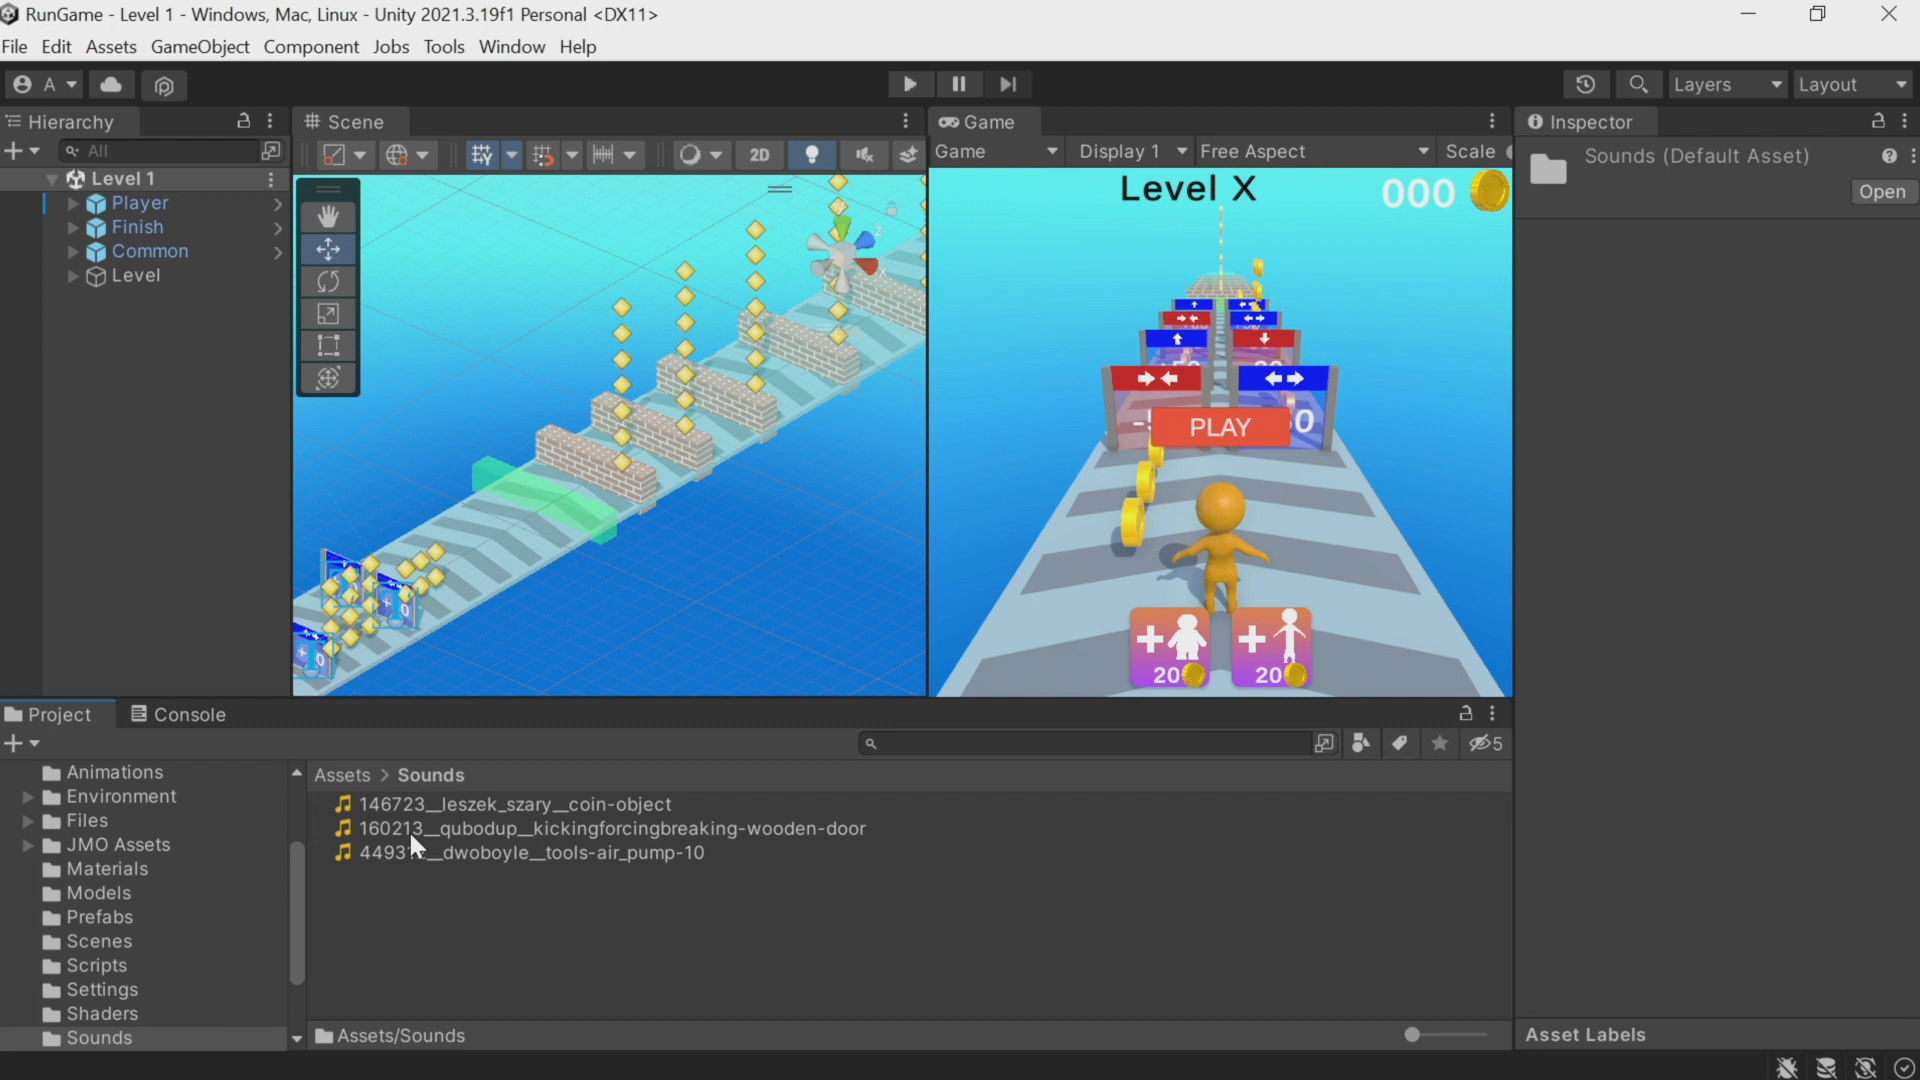 RunGame - Level 1 - Windows, Mac, Linux - Unity 2021.3.19f1 Personal <DX11>
File Edit Assets GameObject Component Jobs Tools Window Help
A
Layers
Layout
Hierarchy
Scene
Game
Inspector
All
2D
Game
Display 1
Free Aspect
Scale
Sounds (Default Asset)
Open
Level 1
Player
Finish
Common
Level
Level X
000
PLAY
20
20
Project
Console
5
Animations
Environment
Files
JMO Assets
Materials
Models
Prefabs
Scenes
Scripts
Settings
Shaders
Sounds
Assets > Sounds
146723__leszek_szary__coin-object
160213__qubodup__kickingforcingbreaking-wooden-door
__dwoboyle__tools-air_pump-10
Assets/Sounds
Asset Labels